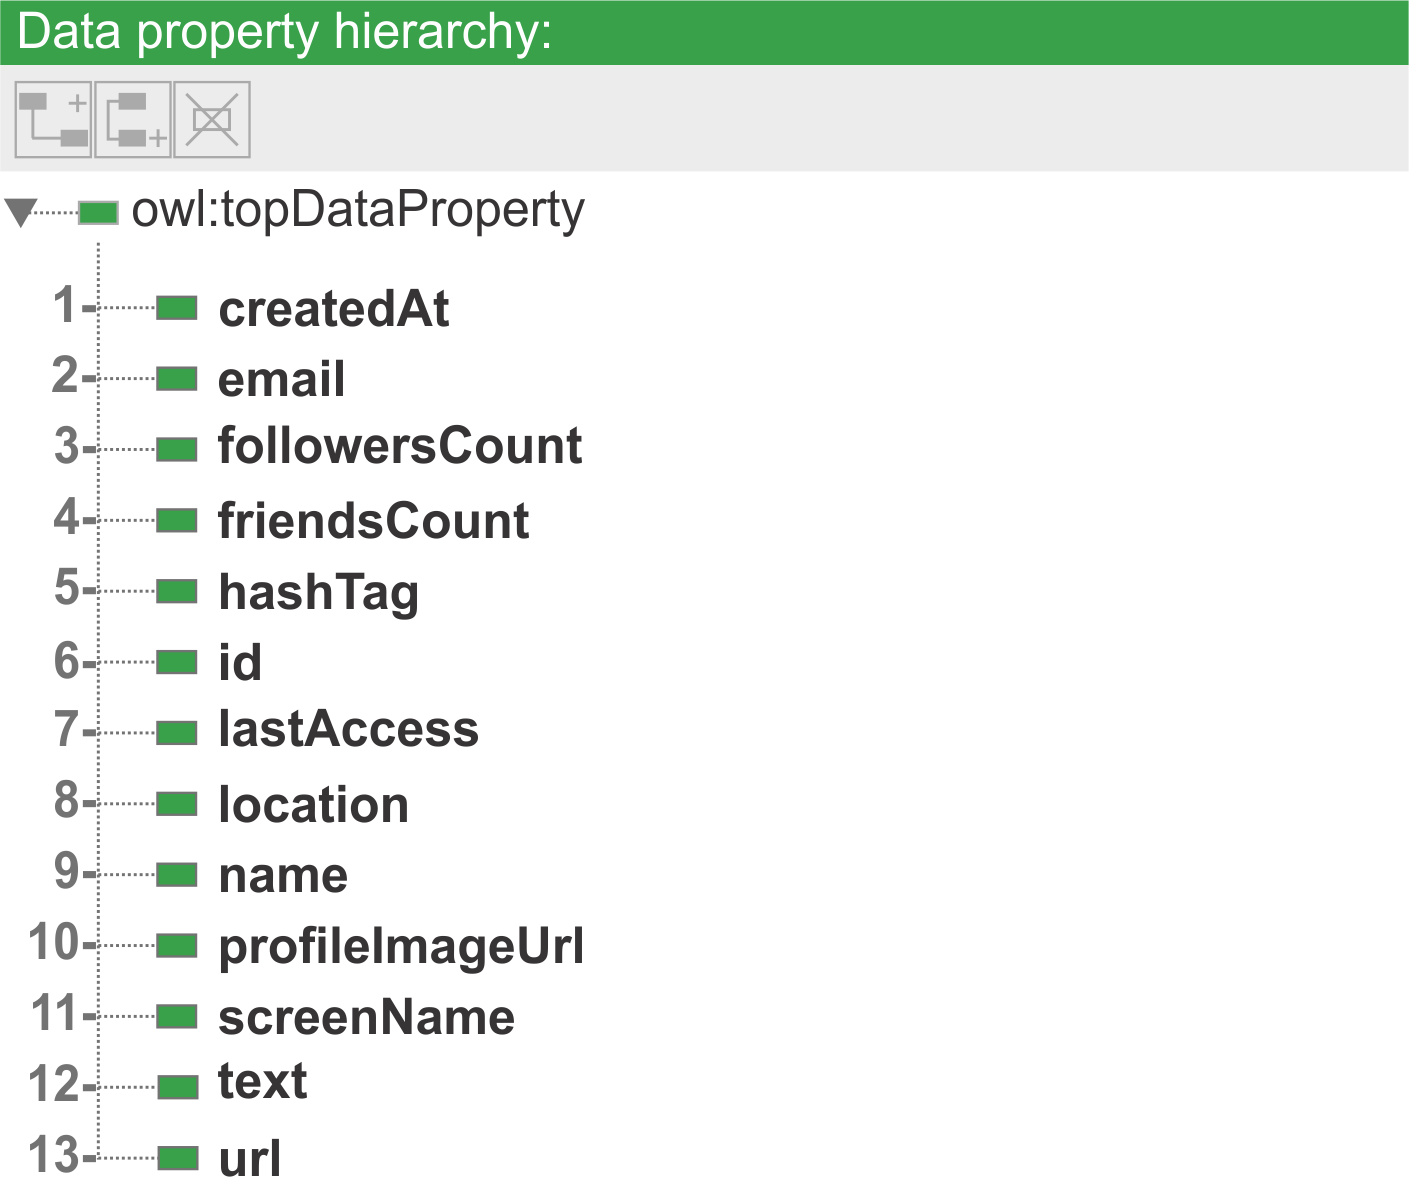 Data property hierarchy:
owl:topDataProperty
1 createdAt
2 email
3 followersCount
4 friendsCount
5 hashTag
6 id
7 lastAccess
8 location
9 name
10 profileImageUrl
11 screenName
12 text
13 url